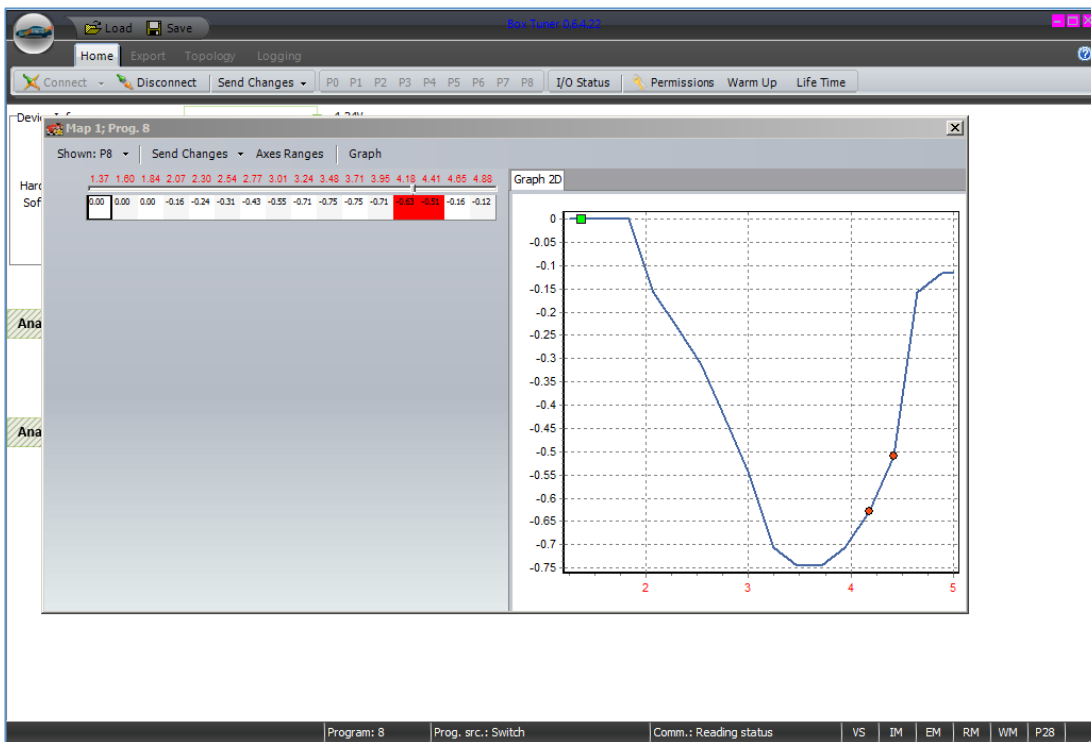 Load Save Box Tuner 0.6.4.22
Home Export Topology Logging
Connect Disconnect Send Changes P0 P1 P2 P3 P4 P5 P6 P7 P8 I/O Status Permissions Warm Up Life Time
Map 1; Prog. 8
Shown: P8 Send Changes Axes Ranges Graph
1.37 1.60 1.84 2.07 2.30 2.54 2.77 3.01 3.24 3.48 3.71 3.95 4.18 4.41 4.65 4.88
0.00 0.00 0.00 -0.16 -0.24 -0.31 -0.43 -0.55 -0.71 -0.75 -0.75 -0.71 -0.63 -0.51 -0.16 -0.12
Hard
Sof
Ana
Ana
Graph 2D
0
-0.05
-0.1
-0.15
-0.2
-0.25
-0.3
-0.35
-0.4
-0.45
-0.5
-0.55
-0.6
-0.65
-0.7
-0.75
2 3 4 5
Program: 8 Prog. src.: Switch Comm.: Reading status VS IM EM RM WM P28